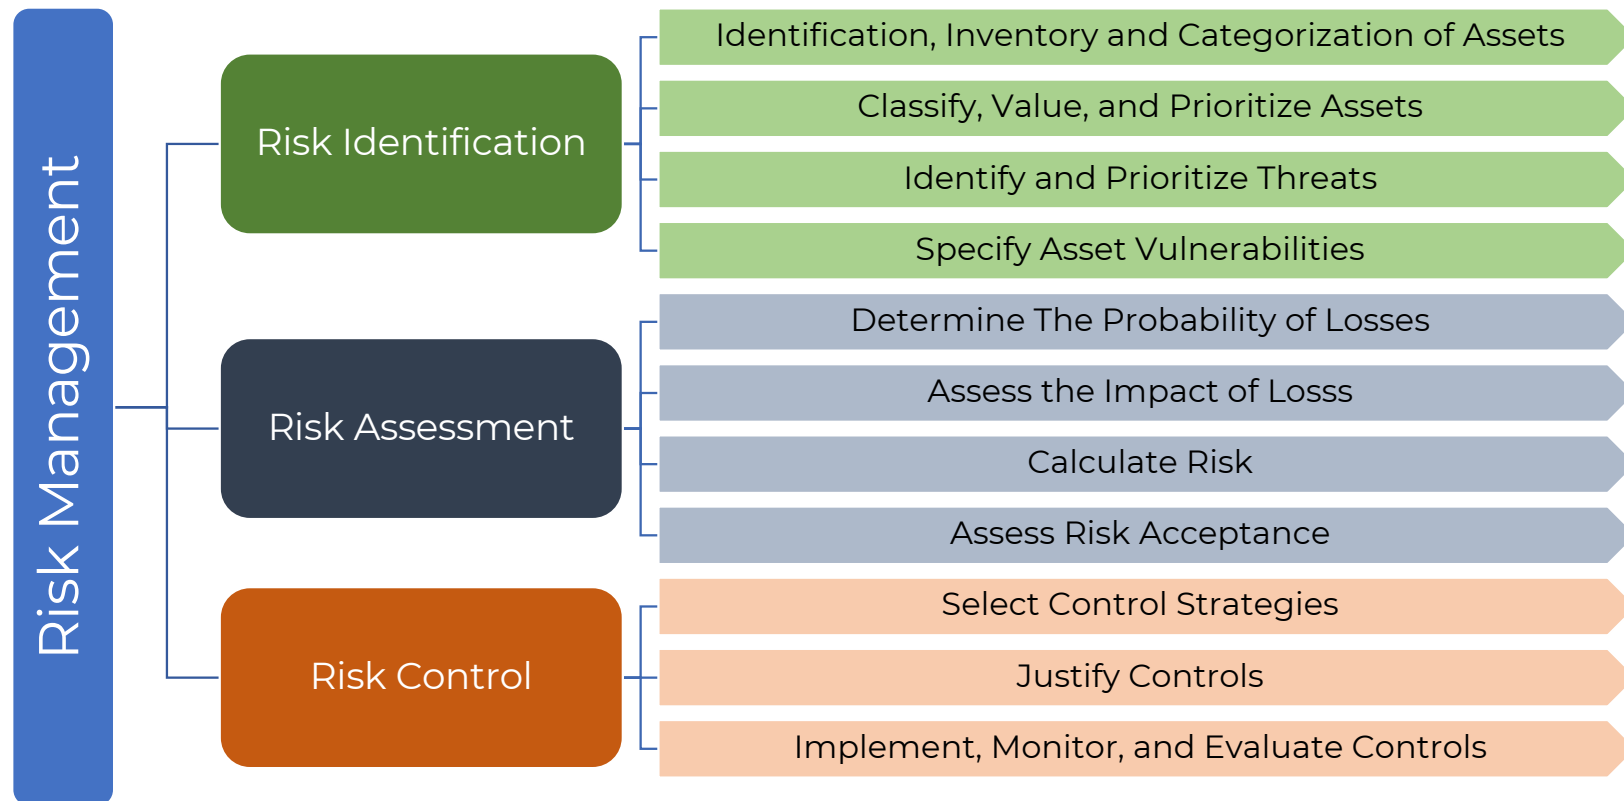 Risk Management
Risk Identification
Identification, Inventory and Categorization of Assets
Classify, Value, and Prioritize Assets
Identify and Prioritize Threats
Specify Asset Vulnerabilities
Risk Assessment
Determine The Probability of Losses
Assess the Impact of Losss
Calculate Risk
Assess Risk Acceptance
Risk Control
Select Control Strategies
Justify Controls
Implement, Monitor, and Evaluate Controls